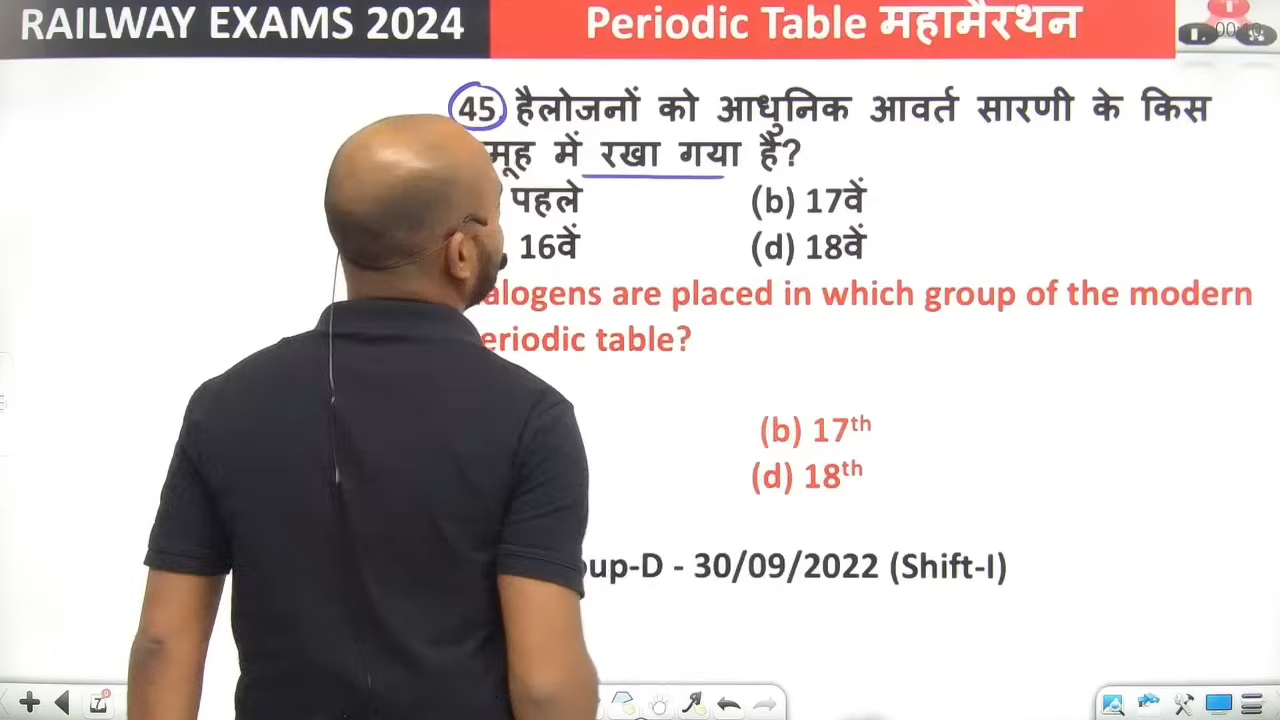 RAILWAY EXAMS 2024
Periodic Table महामैरथन
45. हैलोजनों को आधुनिक आवर्त सारणी के किस
मूह में रखा गया है?
पहले (b) 17वें
16वें (d) 18वें
alogens are placed in which group of the modern
eriodic table?
(b) 17th
(d) 18th
oup-D - 30/09/2022 (Shift-I)